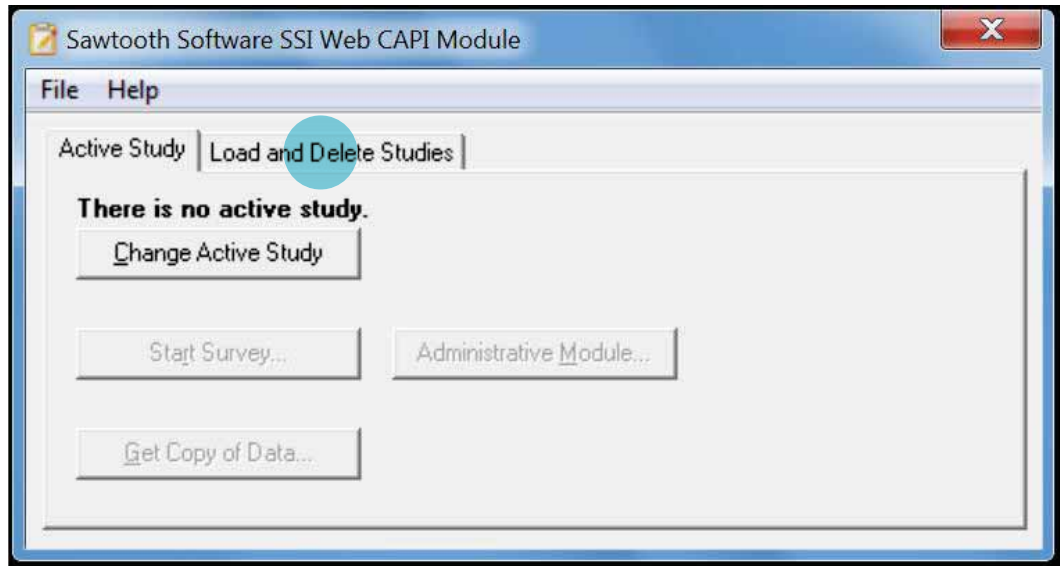 Sawtooth Software SSI Web CAPI Module
File Help
Active Study Load and Delete Studies
There is no active study.
Change Active Study
Start Survey... Administrative Module...
Get Copy of Data...